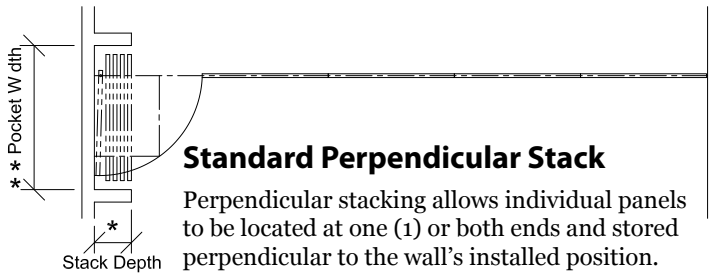 * * Pocket W dth
Standard Perpendicular Stack
Perpendicular stacking allows individual panels
to be located at one (1) or both ends and stored
perpendicular to the wall's installed position.
*
Stack Depth